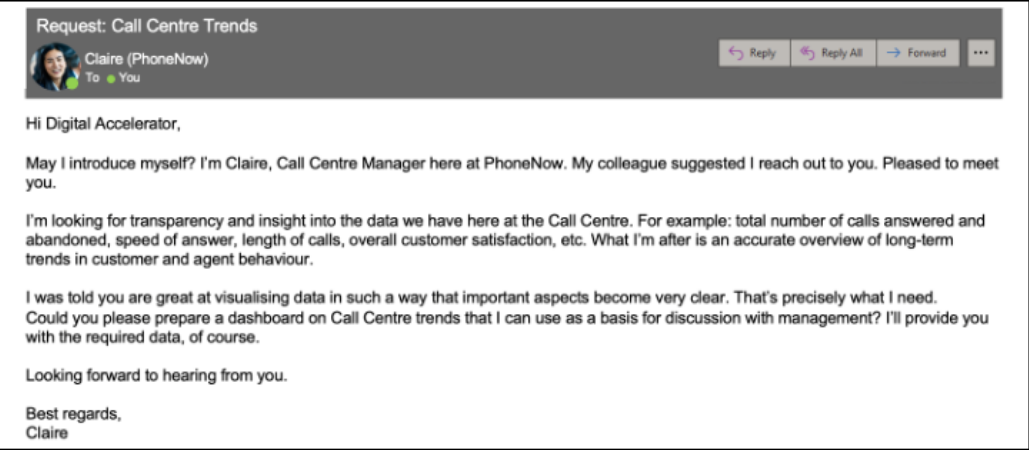 Request: Call Centre Trends
Claire (PhoneNow)
To You
Reply
Reply All
Forward
...
Hi Digital Accelerator,
May I introduce myself? I'm Claire, Call Centre Manager here at PhoneNow. My colleague suggested I reach out to you. Pleased to meet
you.
I'm looking for transparency and insight into the data we have here at the Call Centre. For example: total number of calls answered and
abandoned, speed of answer, length of calls, overall customer satisfaction, etc. What I'm after is an accurate overview of long-term
trends in customer and agent behaviour.
I was told you are great at visualising data in such a way that important aspects become very clear. That's precisely what I need.
Could you please prepare a dashboard on Call Centre trends that I can use as a basis for discussion with management? I'll provide you
with the required data, of course.
Looking forward to hearing from you.
Best regards,
Claire